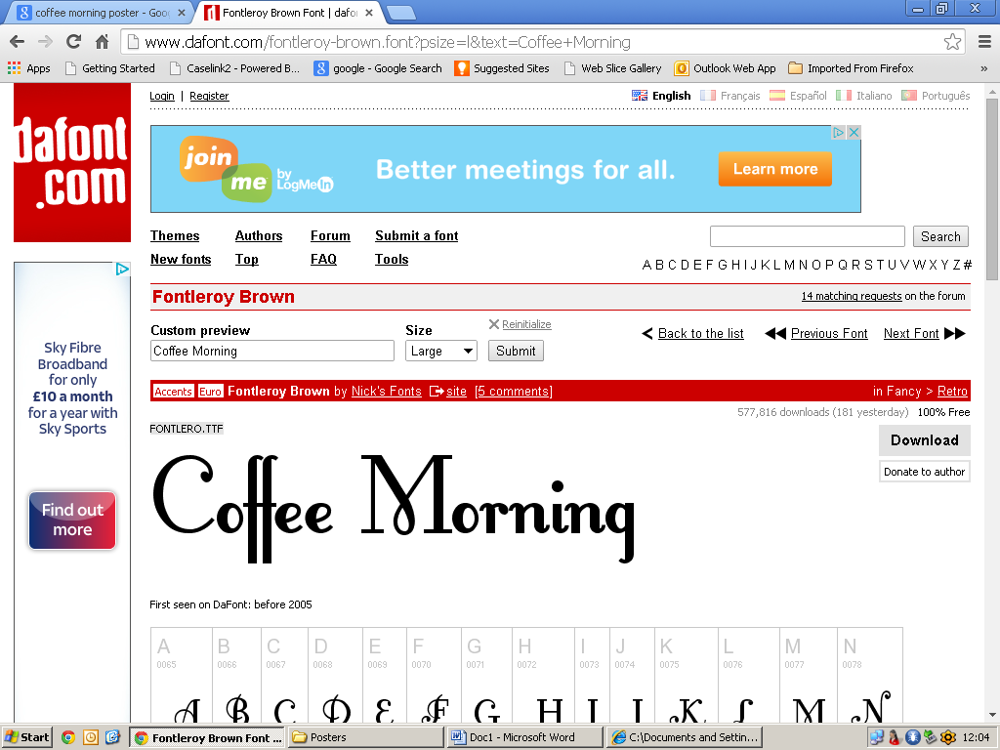 coffee morning poster - Goo
Fontleroy Brown Font | dafo
www.dafont.com/fontleroy-brown.font?psize=l&text=Coffee+Morning
Apps Getting Started Caselink2 - Powered B... google - Google Search Suggested Sites Web Slice Gallery Outlook Web App Imported From Firefox »
dafont
.com
Login | Register
English Français Español Italiano Português
join
me
by
LogMeIn
Better meetings for all.
Learn more
Themes Authors Forum Submit a font
New fonts Top FAQ Tools
Search
A B C D E F G H I J K L M N O P Q R S T U V W X Y Z #
Sky Fibre
Broadband
for only
£10 a month
for a year with
Sky Sports
Find out
more
Fontleroy Brown
14 matching requests on the forum
Custom preview Size Reinitialize
Coffee Morning Large Submit
Back to the list Previous Font Next Font
Accents Euro Fontleroy Brown by Nick's Fonts site [5 comments] in Fancy > Retro
577,816 downloads (181 yesterday) 100% Free
FONTLERO.TTF
Download
Donate to author
Coffee Morning
First seen on DaFont: before 2005
A B C D E F G H I J K L M N
0065 0066 0067 0068 0069 0070 0071 0072 0073 0074 0075 0076 0077 0078
A B C D E F G H I J K L M N
Start Fontleroy Brown Font ... Posters Doc1 - Microsoft Word C:\Documents and Settin... 12:04